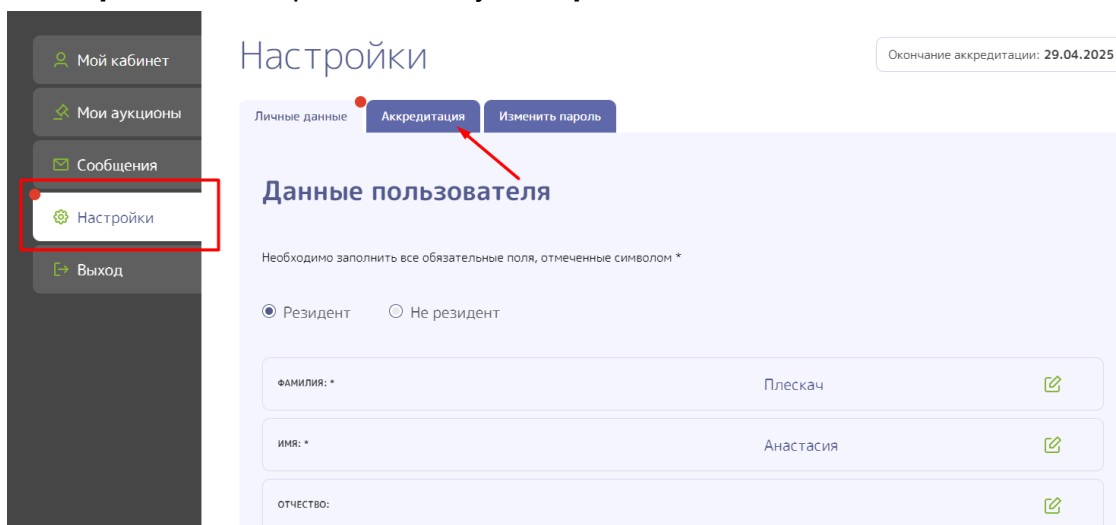 Мой кабинет
Мои аукционы
Сообщения
Настройки
Выход
Настройки
Окончание аккредитации: 29.04.2025
Личные данные
Аккредитация
Изменить пароль
Данные пользователя
Необходимо заполнить все обязательные поля, отмеченные символом *
Резидент
Не резидент
ФАМИЛИЯ: * Плескач
ИМЯ: * Анастасия
ОТЧЕСТВО: